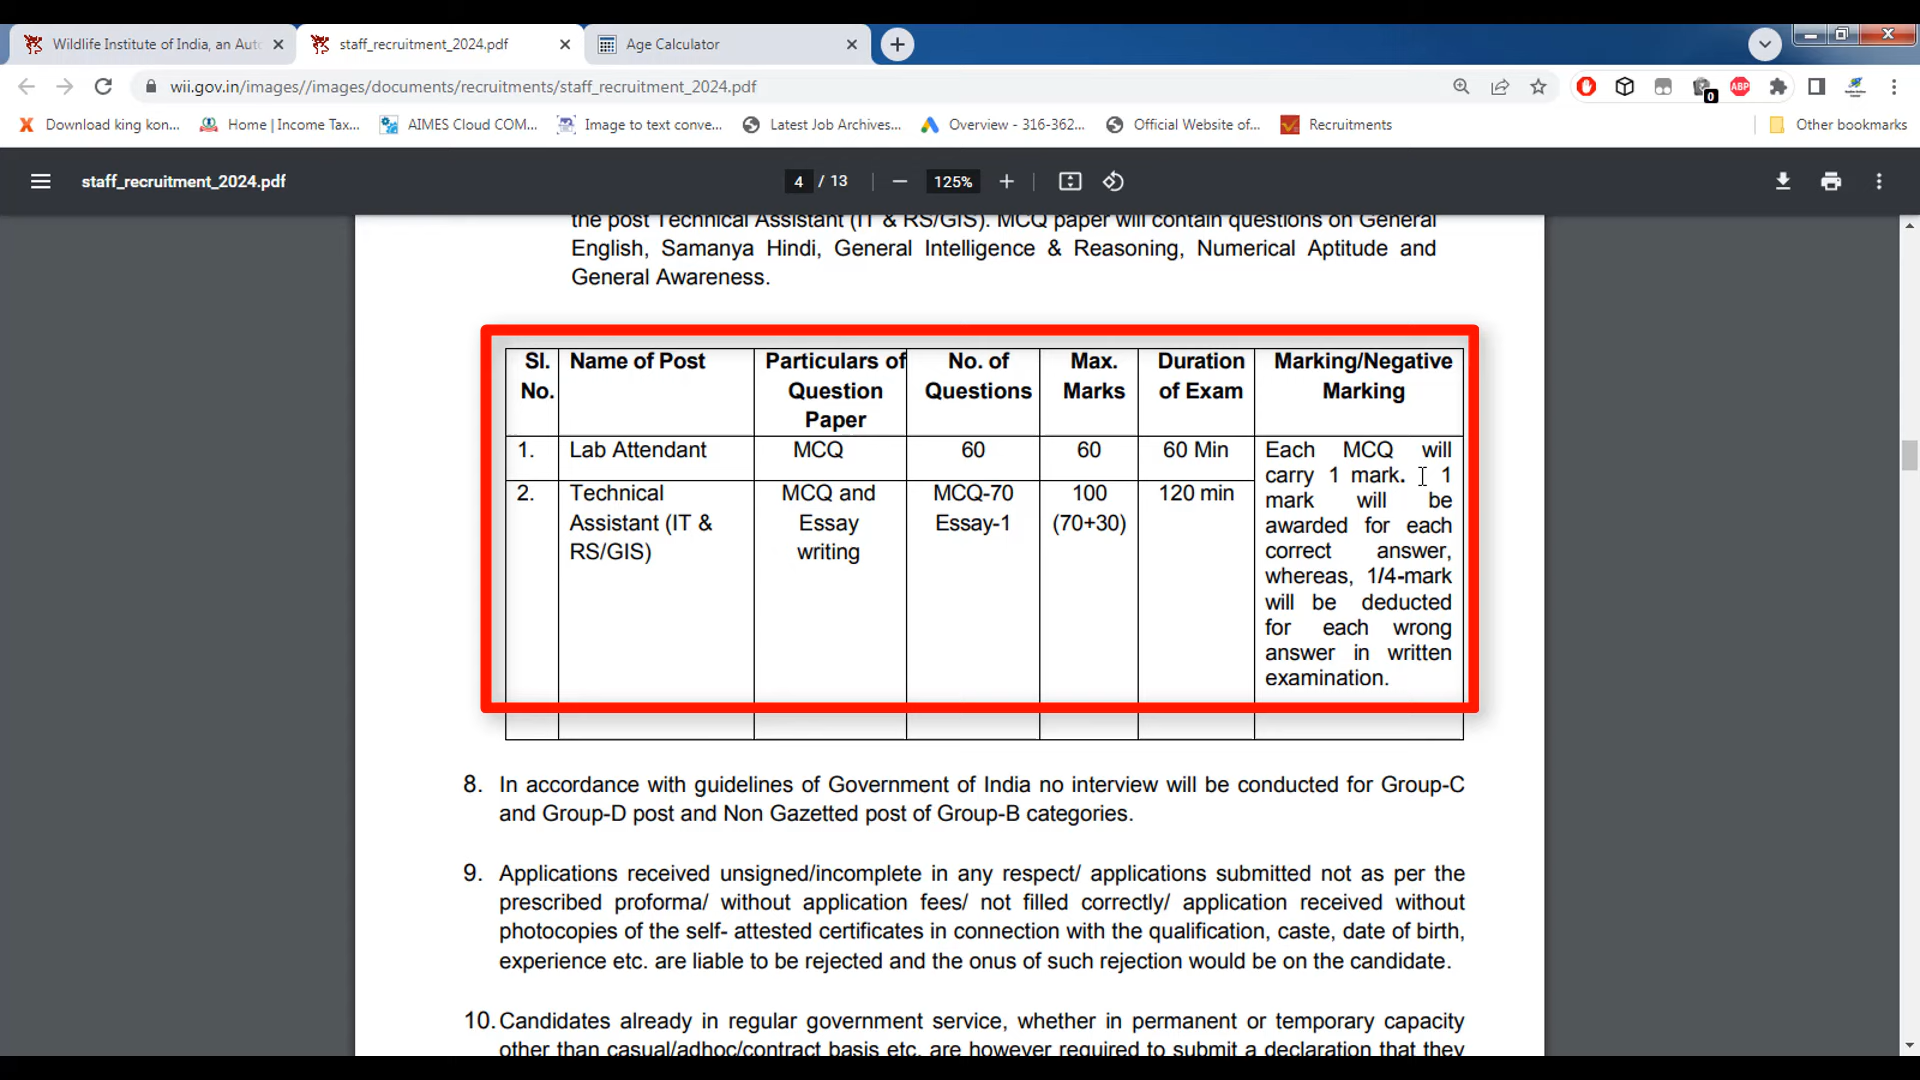 Wildlife Institute of India, an Auto
staff_recruitment_2024.pdf
Age Calculator
wii.gov.in/images//images/documents/recruitments/staff_recruitment_2024.pdf
0
ABP
Download king kon...
Home | Income Tax...
AIMES Cloud COM...
Image to text conve...
Latest Job Archives...
Overview - 316-362...
Official Website of...
Recruitments
Other bookmarks
staff_recruitment_2024.pdf
4 / 13
125%
the post Technical Assistant (IT & RS/GIS). MCQ paper will contain questions on General
English, Samanya Hindi, General Intelligence & Reasoning, Numerical Aptitude and
General Awareness.
Sl. No.
Name of Post
Particulars of Question Paper
No. of Questions
Max. Marks
Duration of Exam
Marking/Negative Marking
1.
Lab Attendant
MCQ
60
60
60 Min
2.
Technical
Assistant (IT &
RS/GIS)
MCQ and
Essay
writing
MCQ-70
Essay-1
100
(70+30)
120 min
Each MCQ will
carry 1 mark. 1
mark will be
awarded for each
correct answer,
whereas, 1/4-mark
will be deducted
for each wrong
answer in written
examination.
8. In accordance with guidelines of Government of India no interview will be conducted for Group-C
and Group-D post and Non Gazetted post of Group-B categories.
9. Applications received unsigned/incomplete in any respect/ applications submitted not as per the
prescribed proforma/ without application fees/ not filled correctly/ application received without
photocopies of the self- attested certificates in connection with the qualification, caste, date of birth,
experience etc. are liable to be rejected and the onus of such rejection would be on the candidate.
10. Candidates already in regular government service, whether in permanent or temporary capacity
other than casual/adhoc/contract basis etc. are however required to submit a declaration that they